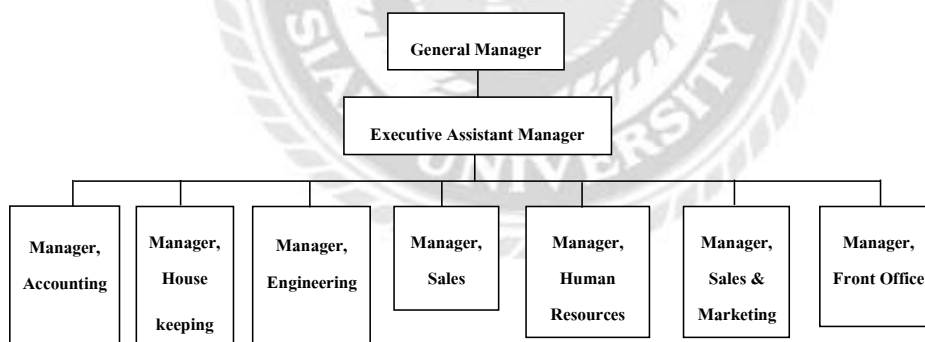 General Manager
Executive Assistant Manager
Manager,
Accounting
Manager,
House
keeping
Manager,
Engineering
Manager,
Sales
Manager,
Human
Resources
Manager,
Sales &
Marketing
Manager,
Front Office
UNIVERSITY